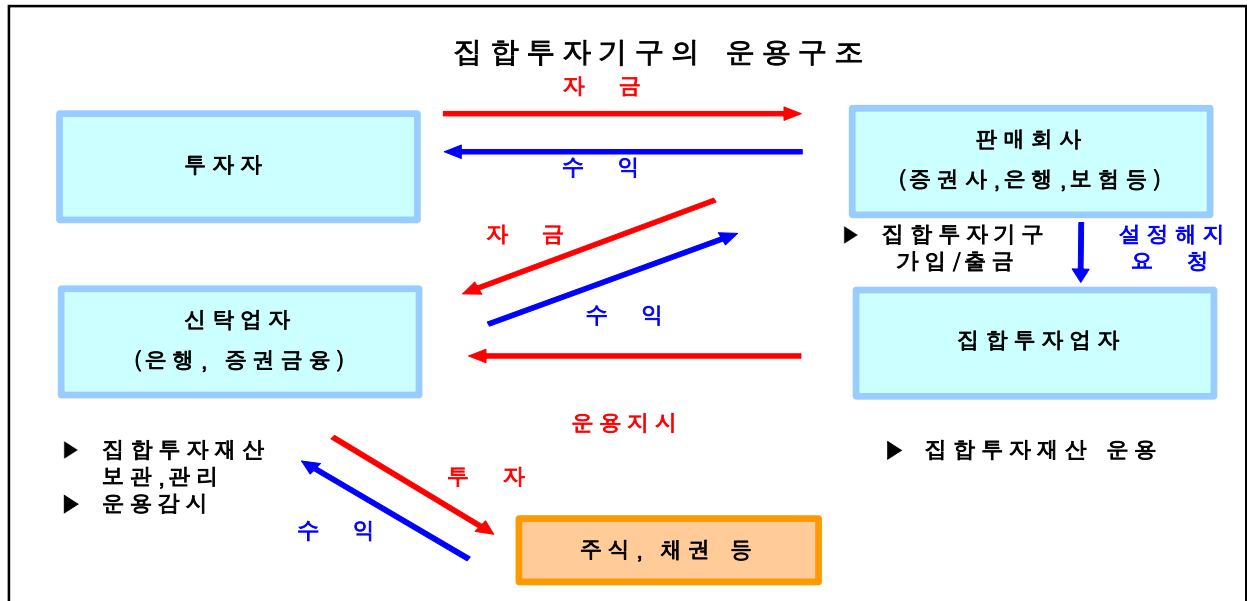 집합투자기구의 운용구조
자 금
투자자
수 익
판매회사
(증권사,은행,보험등)
자 금
▶ 집합투자기구
가입/출금
설정해지
요 청
신탁업자
(은행, 증권금융)
수 익
집합투자업자
운용지시
▶ 집합투자재산
보관,관리
▶ 운용감시
▶ 집합투자재산 운용
투 자
수 익
주식, 채권 등